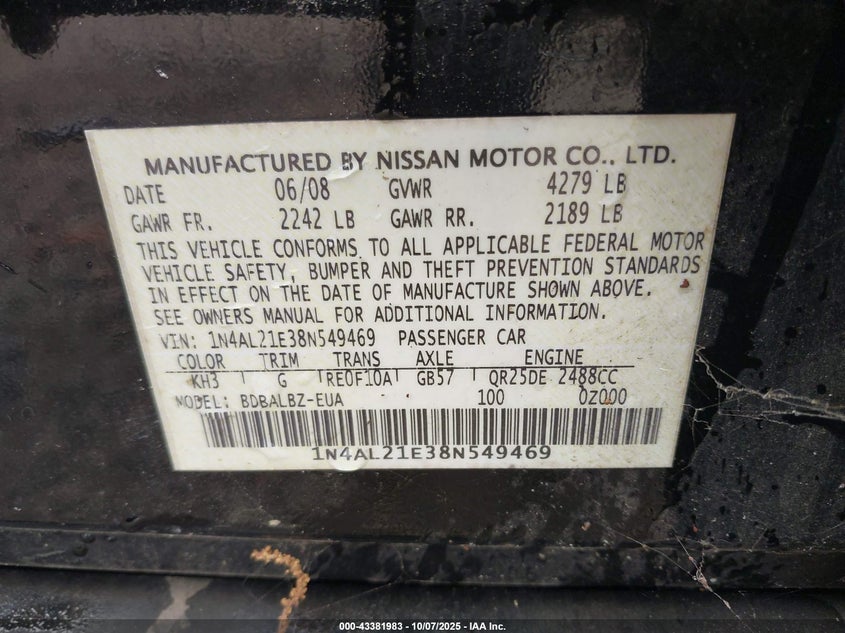 MANUFACTURED BY NISSAN MOTOR CO., LTD.
DATE 06/08 GVWR 4279 LB
GAWR FR. 2242 LB GAWR RR. 2189 LB
THIS VEHICLE CONFORMS TO ALL APPLICABLE FEDERAL MOTOR
VEHICLE SAFETY, BUMPER AND THEFT PREVENTION STANDARDS
IN EFFECT ON THE DATE OF MANUFACTURE SHOWN ABOVE.
SEE OWNERS MANUAL FOR ADDITIONAL INFORMATION.
VIN: 1N4AL21E38N549469 PASSENGER CAR
COLOR TRIM TRANS AXLE ENGINE
KH3 G RE0F10A GB57 QR25DE 2488CC
MODEL: BDBALBZ-EUA 100 0Z000
1N4AL21E38N549469
000-43381983 - 10/07/2025 - IAA Inc.